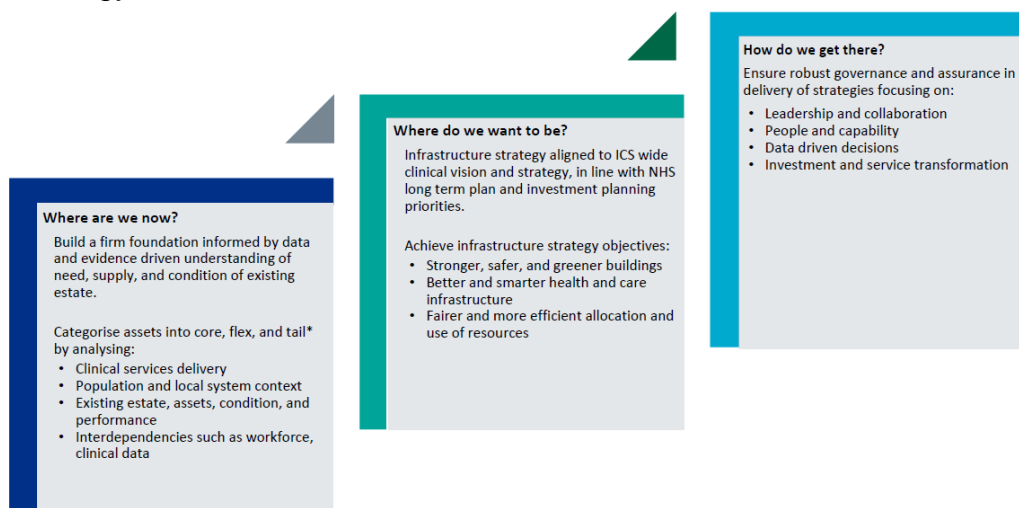 Where are we now?
Build a firm foundation informed by data
and evidence driven understanding of
need, supply, and condition of existing
estate.
Categorise assets into core, flex, and tail*
by analysing:
• Clinical services delivery
• Population and local system context
• Existing estate, assets, condition, and
performance
• Interdependencies such as workforce,
clinical data
Where do we want to be?
Infrastructure strategy aligned to ICS wide
clinical vision and strategy, in line with NHS
long term plan and investment planning
priorities.
Achieve infrastructure strategy objectives:
• Stronger, safer, and greener buildings
• Better and smarter health and care
infrastructure
• Fairer and more efficient allocation and
use of resources
How do we get there?
Ensure robust governance and assurance in
delivery of strategies focusing on:
• Leadership and collaboration
• People and capability
• Data driven decisions
• Investment and service transformation